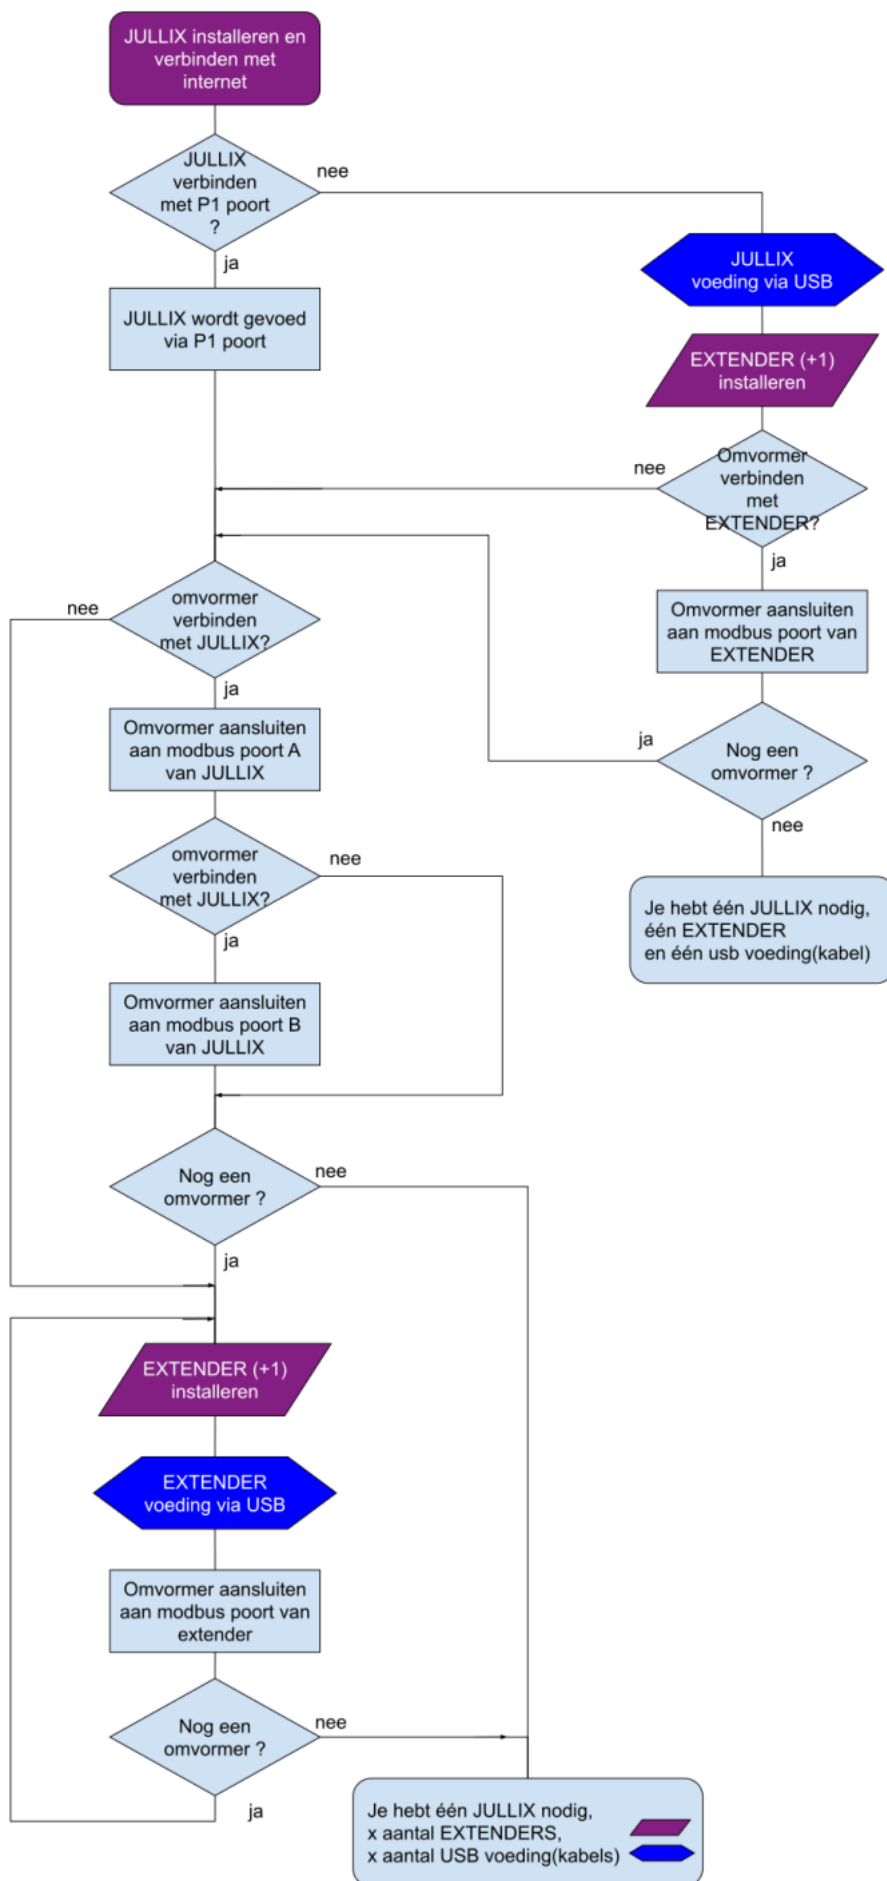 JULLIX installeren en
verbinden met
internet
JULLIX
verbinden
met P1 poort
?
nee
ja
JULLIX
voeding via USB
JULLIX wordt gevoed
via P1 poort
EXTENDER (+1)
installeren
Omvormer
verbinden
met
EXTENDER?
nee
ja
omvormer
verbinden
met JULLIX?
nee
ja
Omvormer aansluiten
aan modbus poort van
EXTENDER
Omvormer aansluiten
aan modbus poort A
van JULLIX
Nog een
omvormer ?
ja
nee
omvormer
verbinden
met JULLIX?
nee
ja
Je hebt één JULLIX nodig,
één EXTENDER
en één usb voeding(kabel)
Omvormer aansluiten
aan modbus poort B
van JULLIX
Nog een
omvormer ?
nee
ja
EXTENDER (+1)
installeren
EXTENDER
voeding via USB
Omvormer aansluiten
aan modbus poort van
extender
Nog een
omvormer ?
nee
ja
Je hebt één JULLIX nodig,
x aantal EXTENDERS,
x aantal USB voeding(kabels)